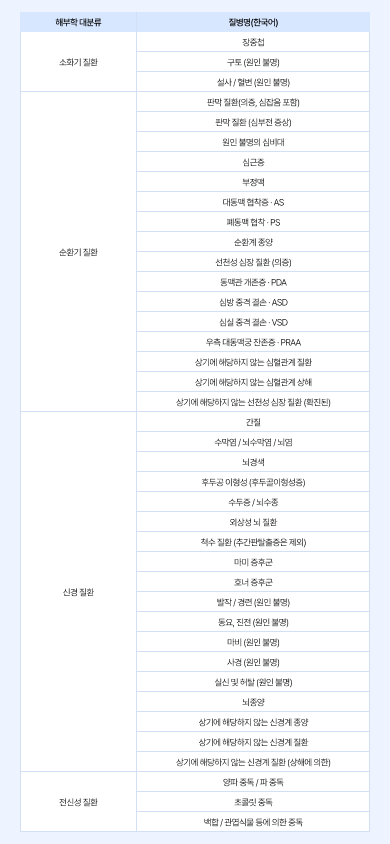 해부학 대분류 질병명(한국어)
장중첩
소화기 질환 구토 (원인 불명)
설사 / 혈변 (원인 불명)
판막 질환(의증, 심잡음 포함)
판막 질환 (심부전 증상)
원인 불명의 심비대
심근증
부정맥
대동맥 협착증 · AS
폐동맥 협착 · PS
순환계 종양
순환기 질환
선천성 심장 질환 (의증)
동맥관 개존증 · PDA
심방 중격 결손 · ASD
심실 중격 결손 · VSD
우측 대동맥궁 잔존증 · PRAA
상기에 해당하지 않는 심혈관계 질환
상기에 해당하지 않는 심혈관계 상해
상기에 해당하지 않는 선천성 심장 질환 (확진된)
간질
수막염 / 뇌수막염 / 뇌염
뇌경색
후두공 이형성 (후두골이형성증)
수두증 / 뇌수종
외상성 뇌 질환
척수 질환 (추간판탈출증은 제외)
마미 증후군
호너 증후군
신경 질환
발작 / 경련 (원인 불명)
동요, 진전 (원인 불명)
마비 (원인 불명)
사경 (원인 불명)
실신 및 허탈 (원인 불명)
뇌종양
상기에 해당하지 않는 신경계 종양
상기에 해당하지 않는 신경계 질환
상기에 해당하지 않는 신경계 질환 (상해에 의한)
양파 중독 / 파 중독
전신성 질환 초콜릿 중독
백합 / 관엽식물 등에 의한 중독